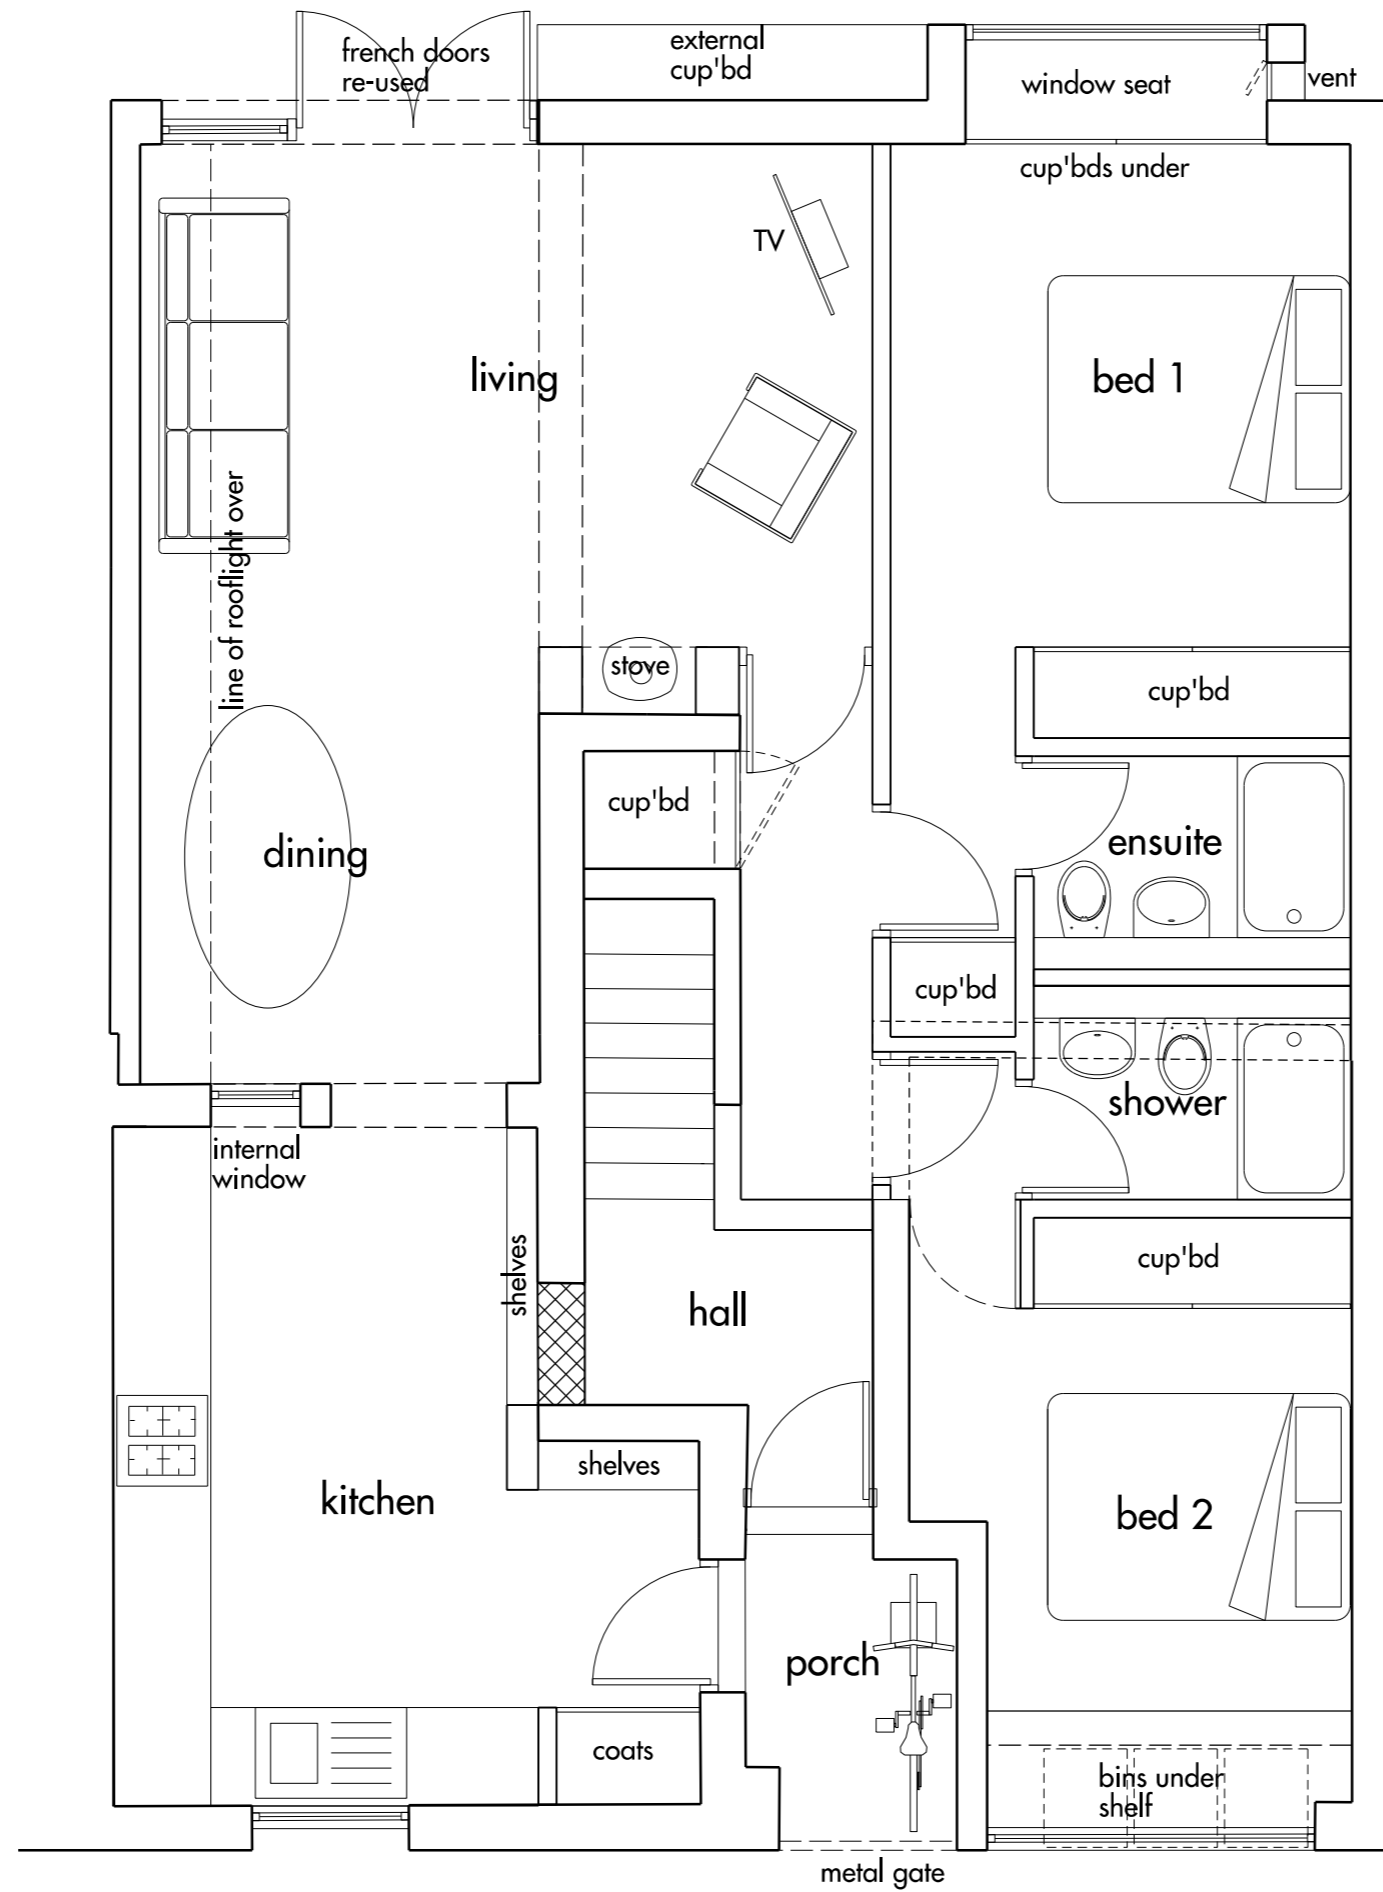 french doors
re-used
external
cup'bd
window seat
vent
cup'bds under
TV
living
bed 1
line of rooflight over
stove
cup'bd
cup'bd
dining
ensuite
cup'bd
shower
internal
window
shelves
cup'bd
hall
shelves
kitchen
bed 2
porch
coats
bins under
shelf
metal gate